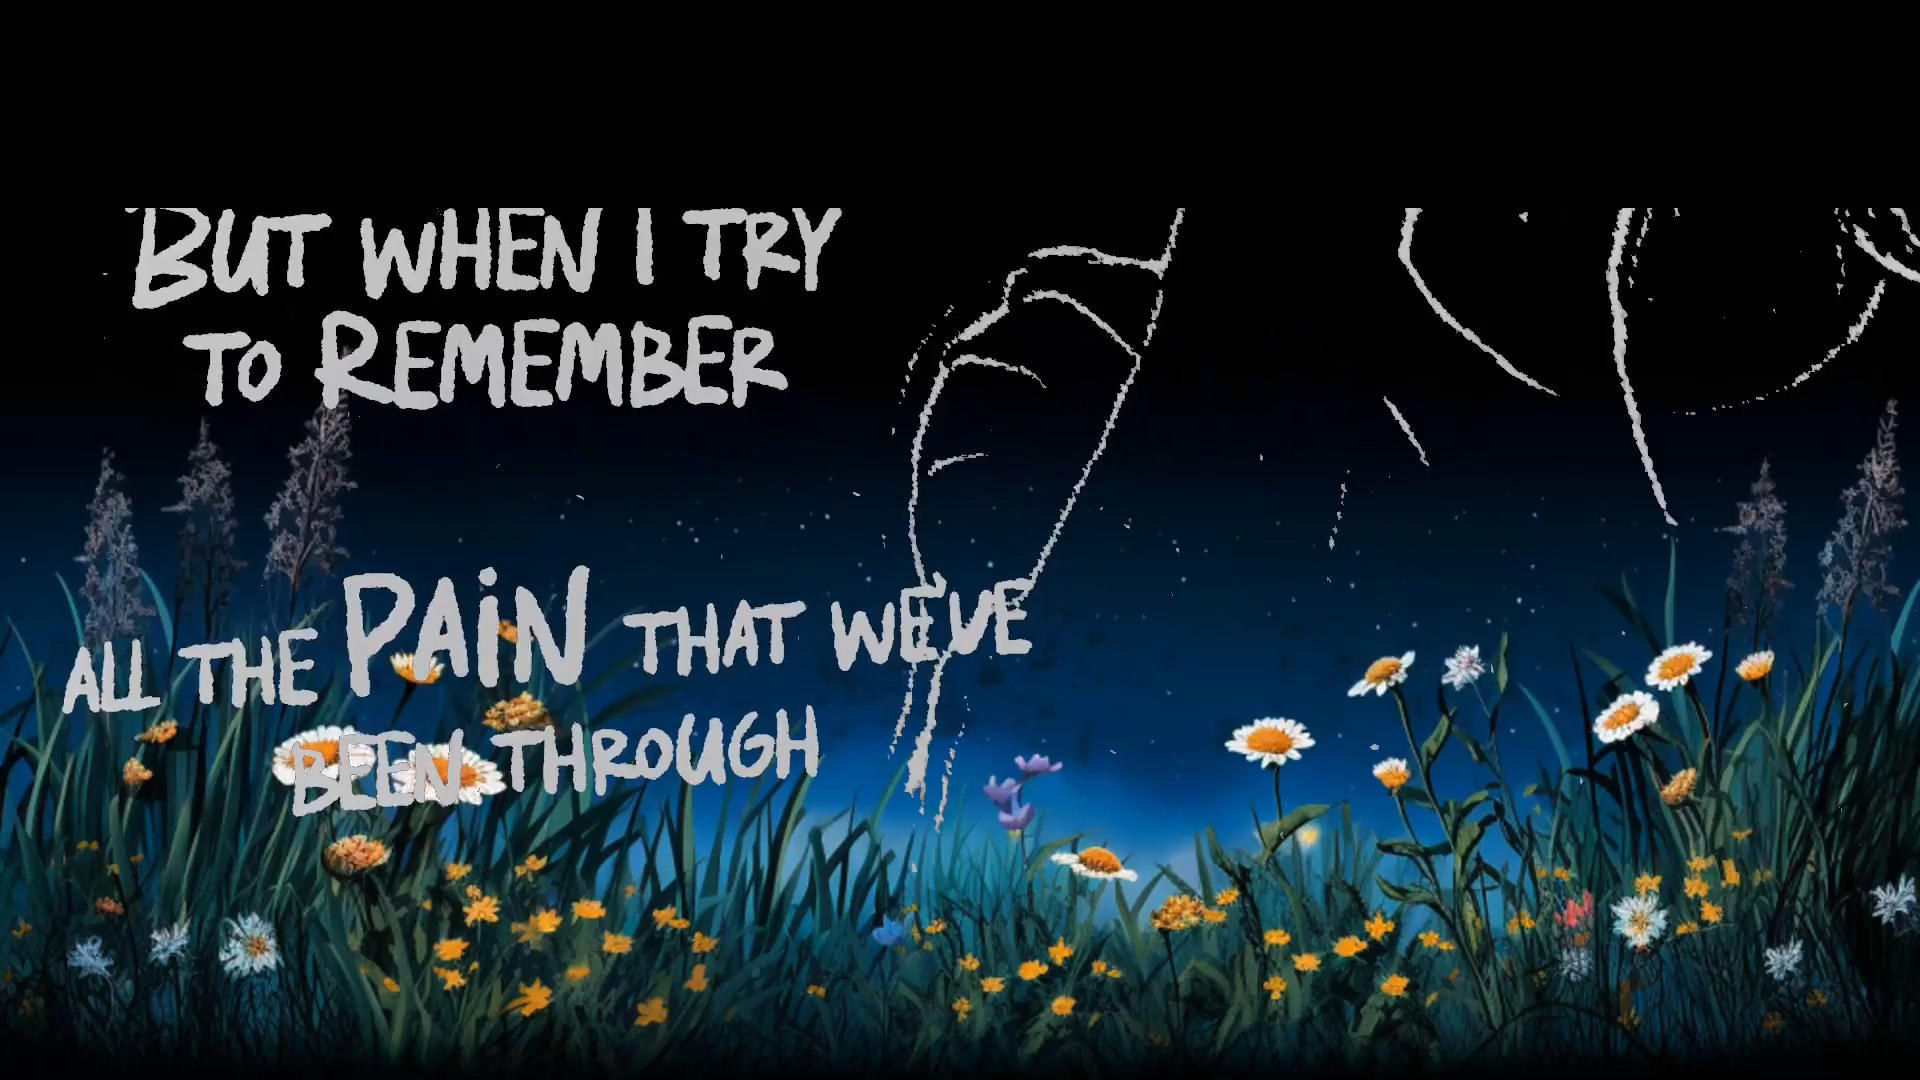 BUT WHEN I TRY
TO REMEMBER
ALL THE PAIN THAT WE'VE
BEEN THROUGH